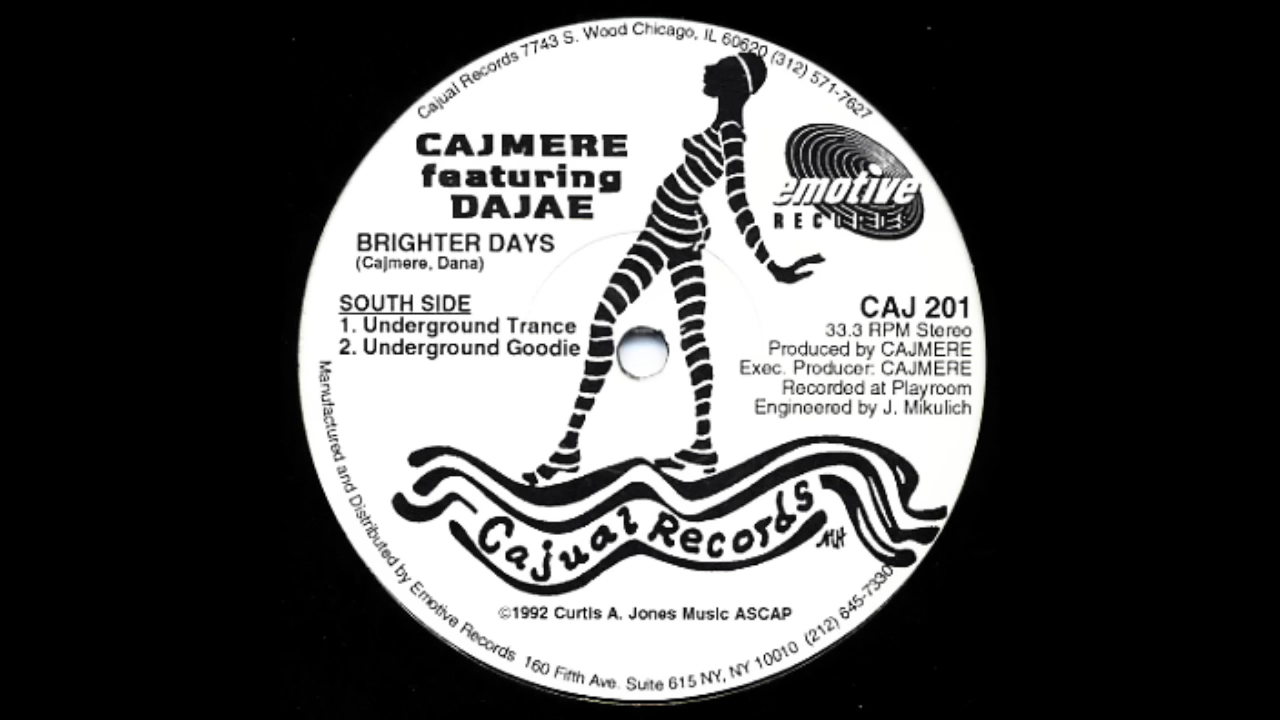 Cajual Records 7743 S. Wood Chicago, IL 60620 (312) 571-7627
CAJMERE
featuring
DAJAE
BRIGHTER DAYS
(Cajmere, Dana)
SOUTH SIDE
1. Underground Trance
2. Underground Goodie
emotive
RECORDS
CAJ 201
33.3 RPM Stereo
Produced by CAJMERE
Exec. Producer: CAJMERE
Recorded at Playroom
Engineered by J. Mikulich
Cajual Records
©1992 Curtis A. Jones Music ASCAP
Manufactured and Distributed by Emotive Records 160 Fifth Ave. Suite 615 NY, NY 10010 (212) 645-7330